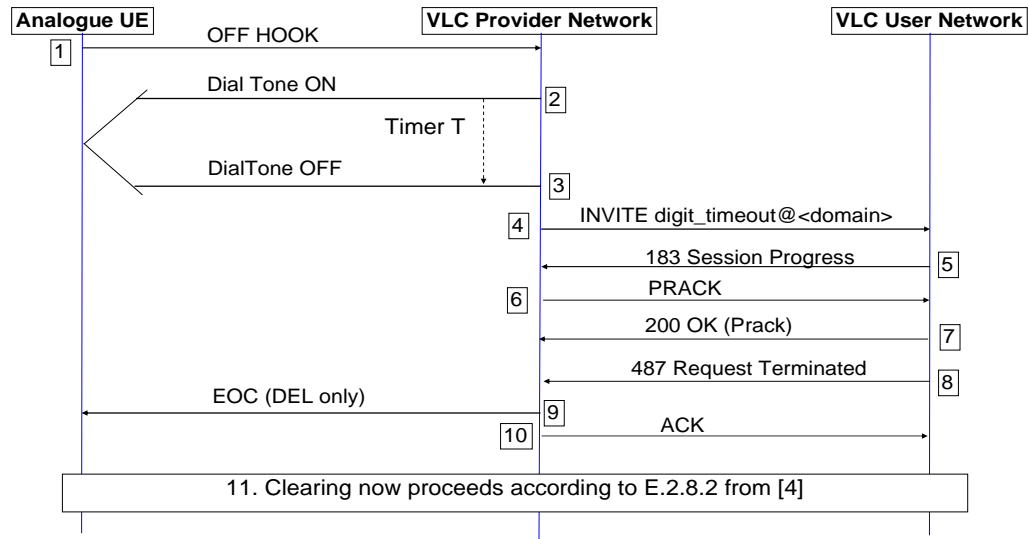 Analogue UE
VLC Provider Network
VLC User Network
1
OFF HOOK
Dial Tone ON
2
Timer T
DialTone OFF
3
4
INVITE digit_timeout@<domain>
183 Session Progress
5
6
PRACK
200 OK (Prack)
7
487 Request Terminated
8
EOC (DEL only)
9
10
ACK
11. Clearing now proceeds according to E.2.8.2 from [4]